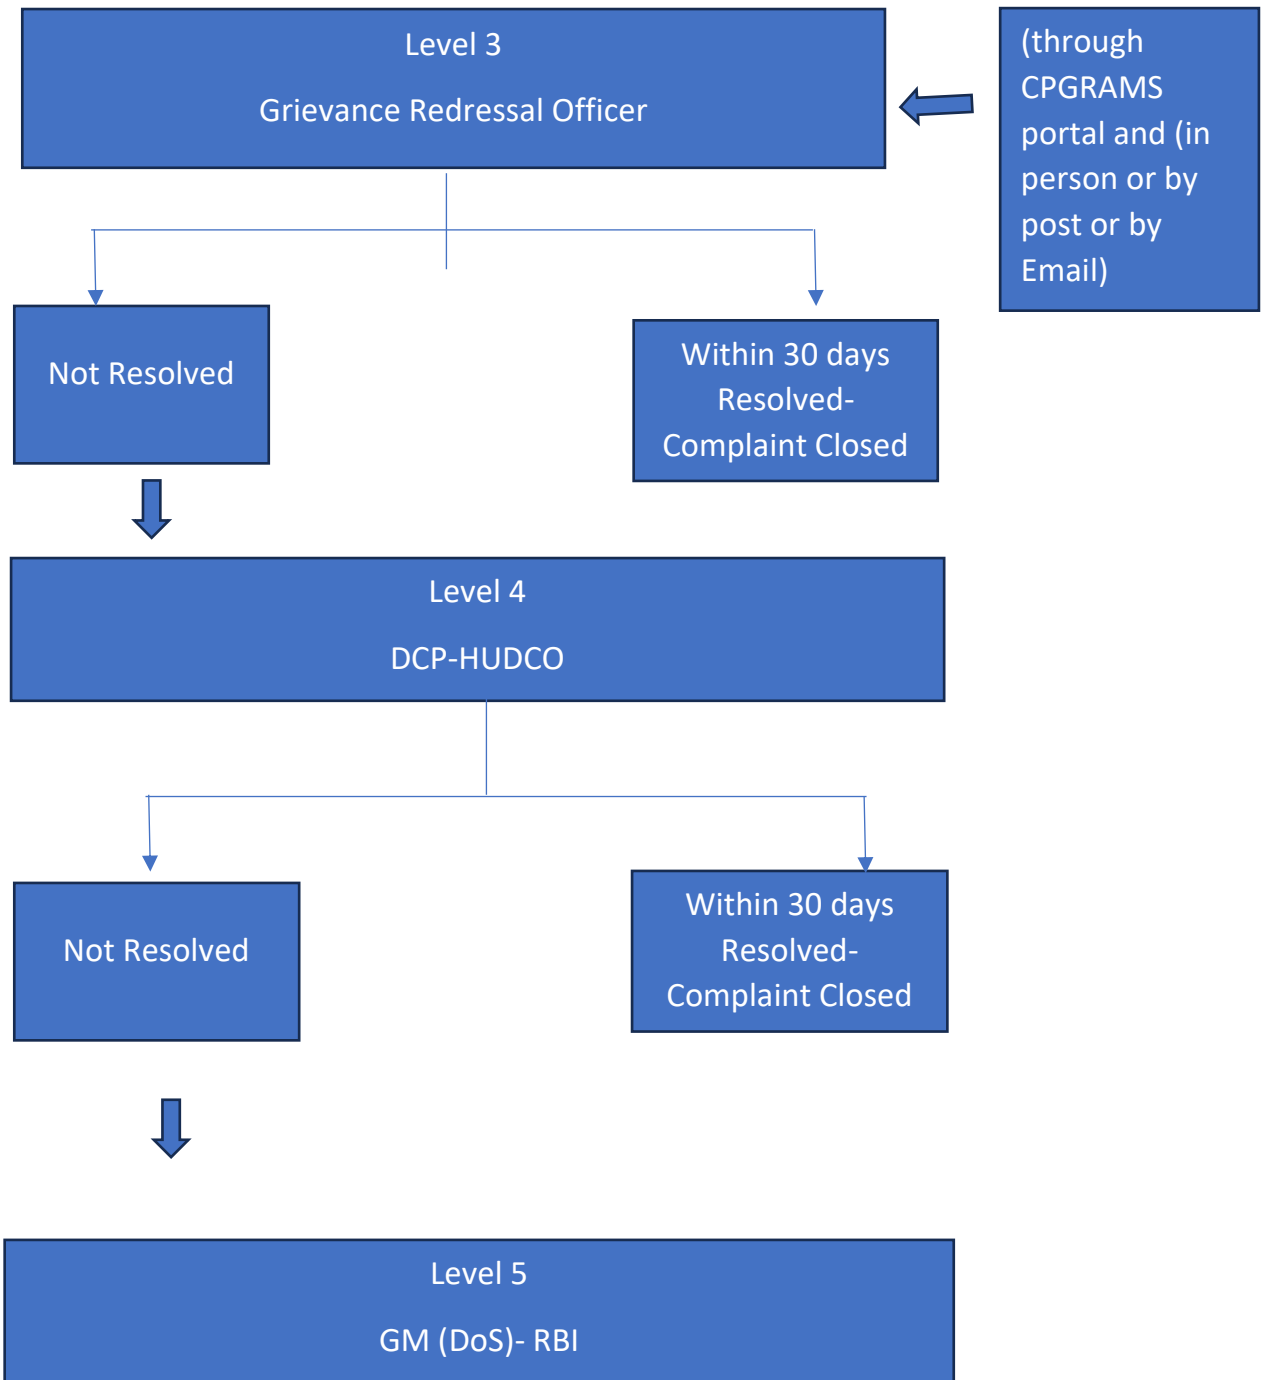 Level 3
Grievance Redressal Officer
(through
CPGRAMS
portal and (in
person or by
post or by
Email)
Not Resolved
Within 30 days
Resolved-
Complaint Closed
Level 4
DCP-HUDCO
Not Resolved
Within 30 days
Resolved-
Complaint Closed
Level 5
GM (DoS)- RBI